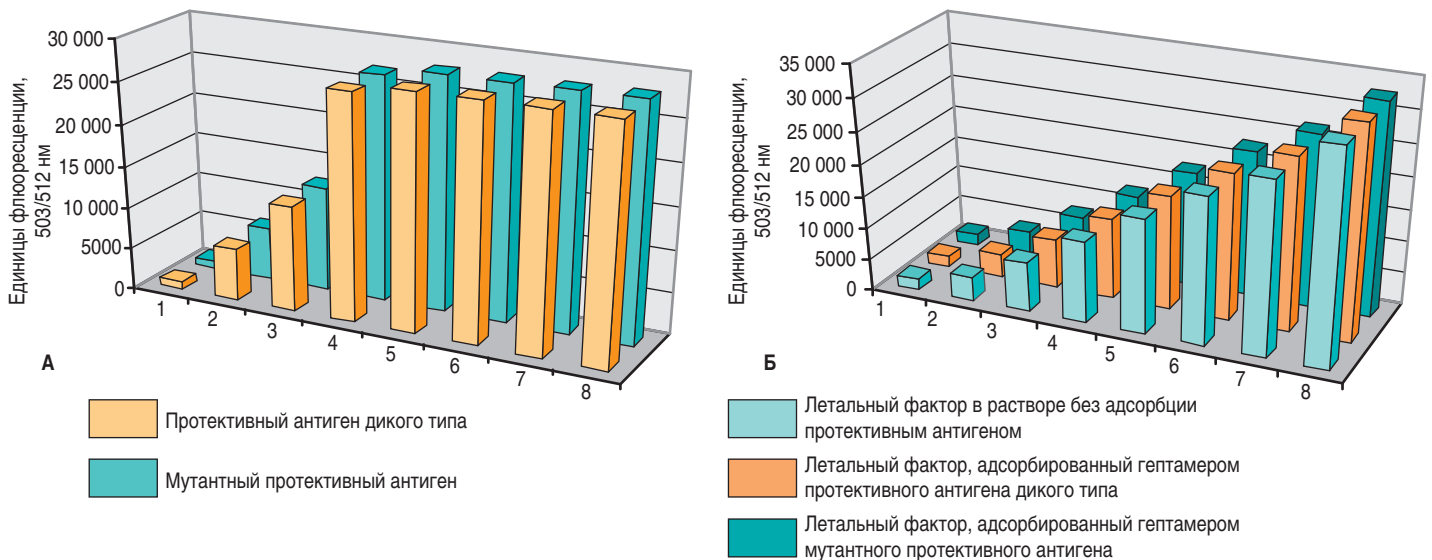 Единицы флюоресценции,
503/512 нм
30 000
25 000
20 000
15 000
10 000
5000
0
1
2
3
4
5
6
7
8
А
Протективный антиген дикого типа
Мутантный протективный антиген
Единицы флюоресценции,
503/512 нм
35 000
30 000
25 000
20 000
15 000
10 000
5000
0
1
2
3
4
5
6
7
8
Б
Летальный фактор в растворе без адсорбции
протективным антигеном
Летальный фактор, адсорбированный гептамером
протективного антигена дикого типа
Летальный фактор, адсорбированный гептамером
мутантного протективного антигена